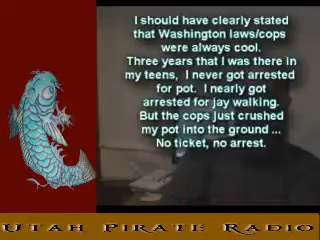 I should have clearly stated
that Washington laws/cops
were always cool.
Three years that I was there in
my teens, I never got arrested
for pot. I nearly got
arrested for jay walking.
But the cops just crushed
my pot into the ground ...
No ticket, no arrest.
UTAH PIRATE RADIO